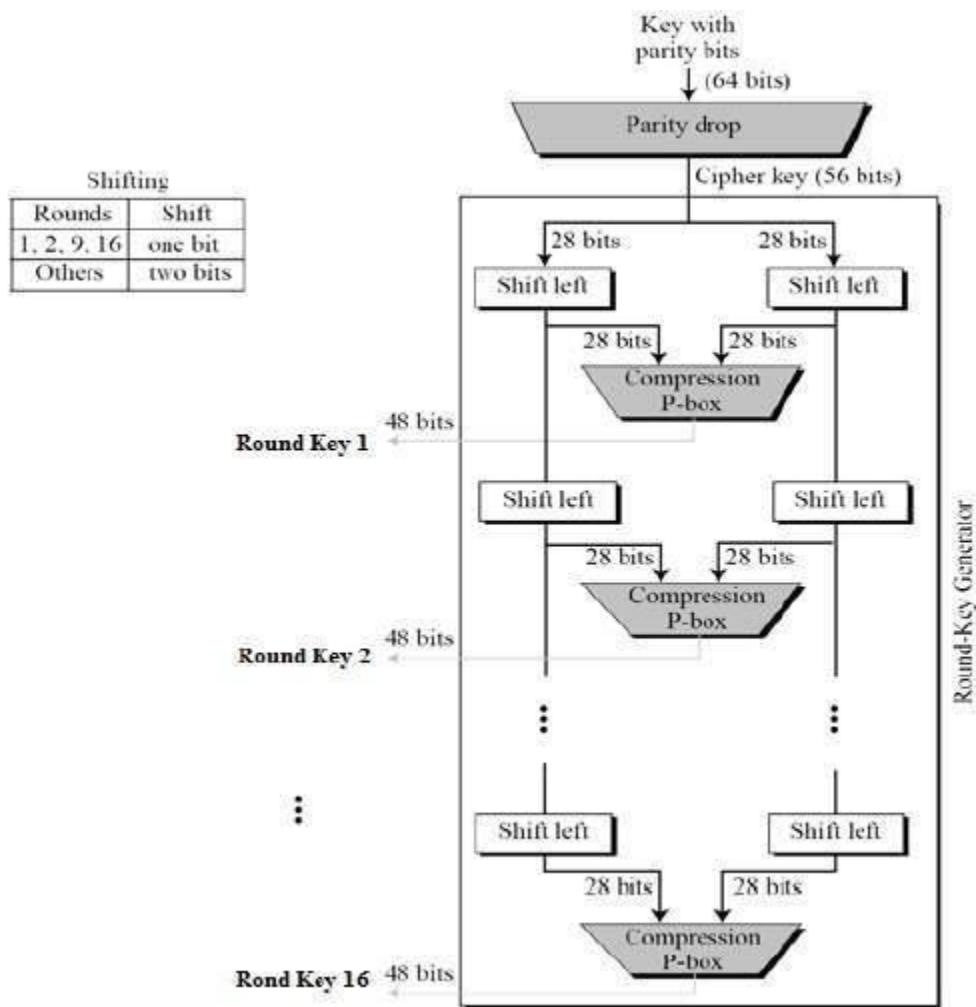 Key with
parity bits
(64 bits)
Parity drop
Cipher key (56 bits)
Shifting
Rounds Shift
1, 2, 9, 16 one bit
Others two bits
28 bits 28 bits
Shift left Shift left
28 bits 28 bits
Compression
P-box
48 bits
Round Key 1
Shift left Shift left
28 bits 28 bits
Compression
P-box
48 bits
Round Key 2
Round-Key Generator
Shift left Shift left
28 bits 28 bits
Compression
P-box
Rond Key 16 48 bits